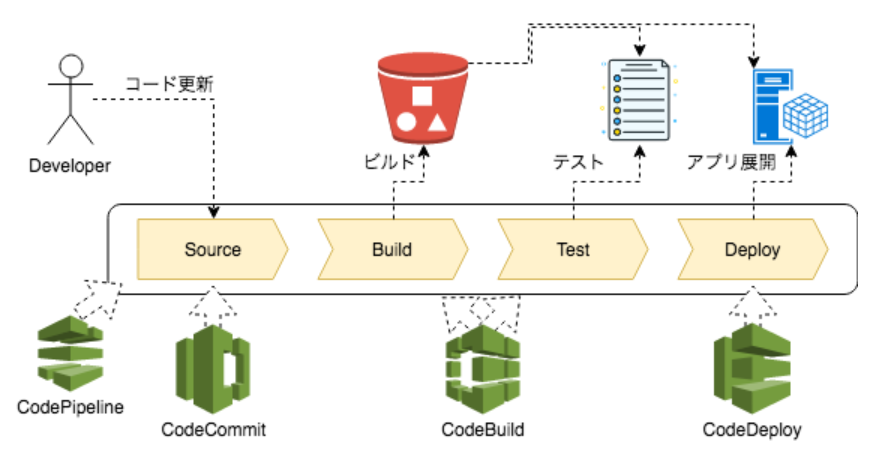 コード更新
Developer
ビルド
テスト
アプリ展開
Source
Build
Test
Deploy
CodePipeline
CodeCommit
CodeBuild
CodeDeploy